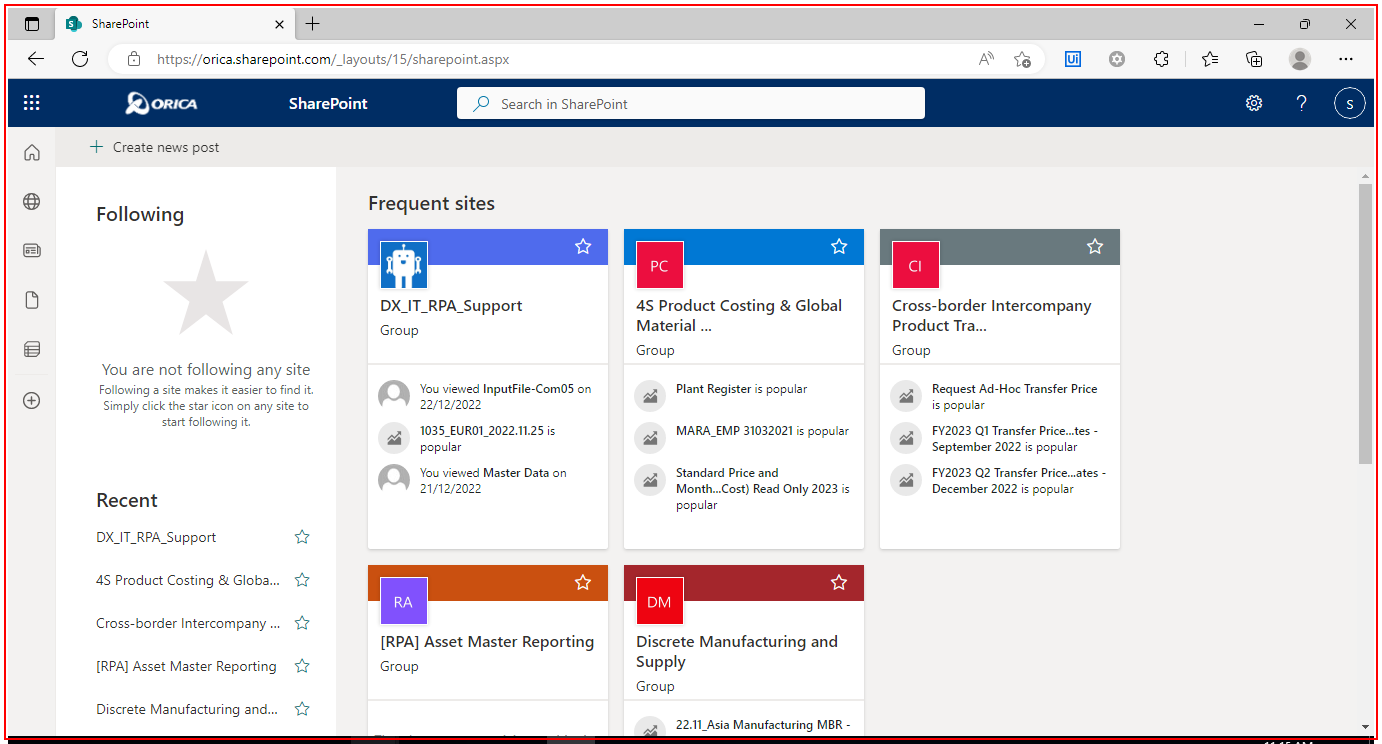 SharePoint
https://orica.sharepoint.com/_layouts/15/sharepoint.aspx
Ui
ORICA
SharePoint
Search in SharePoint
?
S
Create news post
Following
You are not following any site
Following a site makes it easier to find it.
Simply click the star icon on any site to
start following it.
Recent
DX_IT_RPA_Support
4S Product Costing & Globa...
Cross-border Intercompany ...
[RPA] Asset Master Reporting
Discrete Manufacturing and...
Frequent sites
DX_IT_RPA_Support
Group
You viewed InputFile-Com05 on
22/12/2022
1035_EUR01_2022.11.25 is
popular
You viewed Master Data on
21/12/2022
PC
4S Product Costing & Global
Material ...
Group
Plant Register is popular
MARA_EMP 31032021 is popular
Standard Price and
Month...Cost) Read Only 2023 is
popular
CI
Cross-border Intercompany
Product Tra...
Group
Request Ad-Hoc Transfer Price
is popular
FY2023 Q1 Transfer Price...tes -
September 2022 is popular
FY2023 Q2 Transfer Price...ates -
December 2022 is popular
RA
[RPA] Asset Master Reporting
Group
DM
Discrete Manufacturing and
Supply
Group
22.11_Asia Manufacturing MBR -